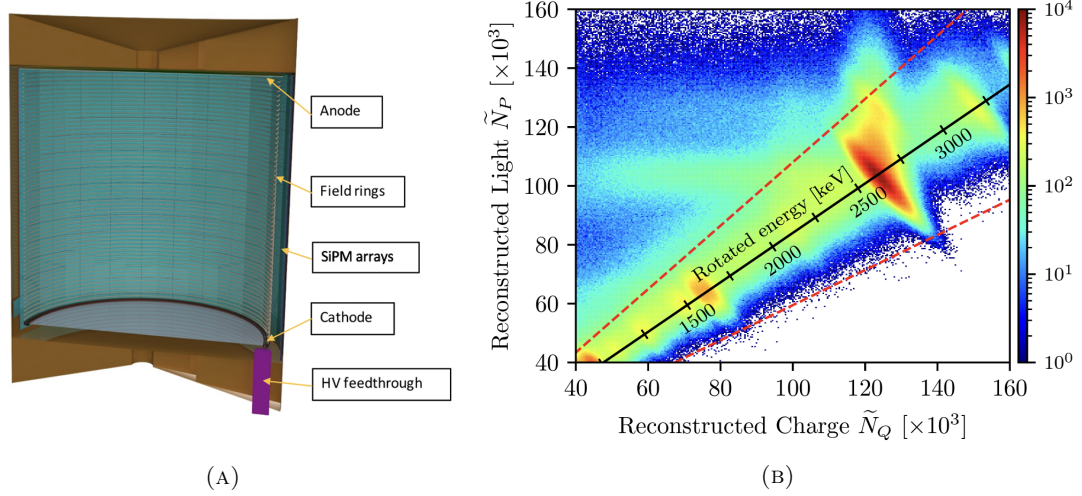 Anode
Field rings
SiPM arrays
Cathode
HV feedthrough
(A)
160
140
120
100
80
60
40
Reconstructed Light Ñ_P [×10³]
40 60 80 100 120 140 160
Reconstructed Charge Ñ_Q [×10³]
Rotated energy [keV]
1500
2000
2500
3000
10⁴
10³
10²
10¹
10⁰
(B)